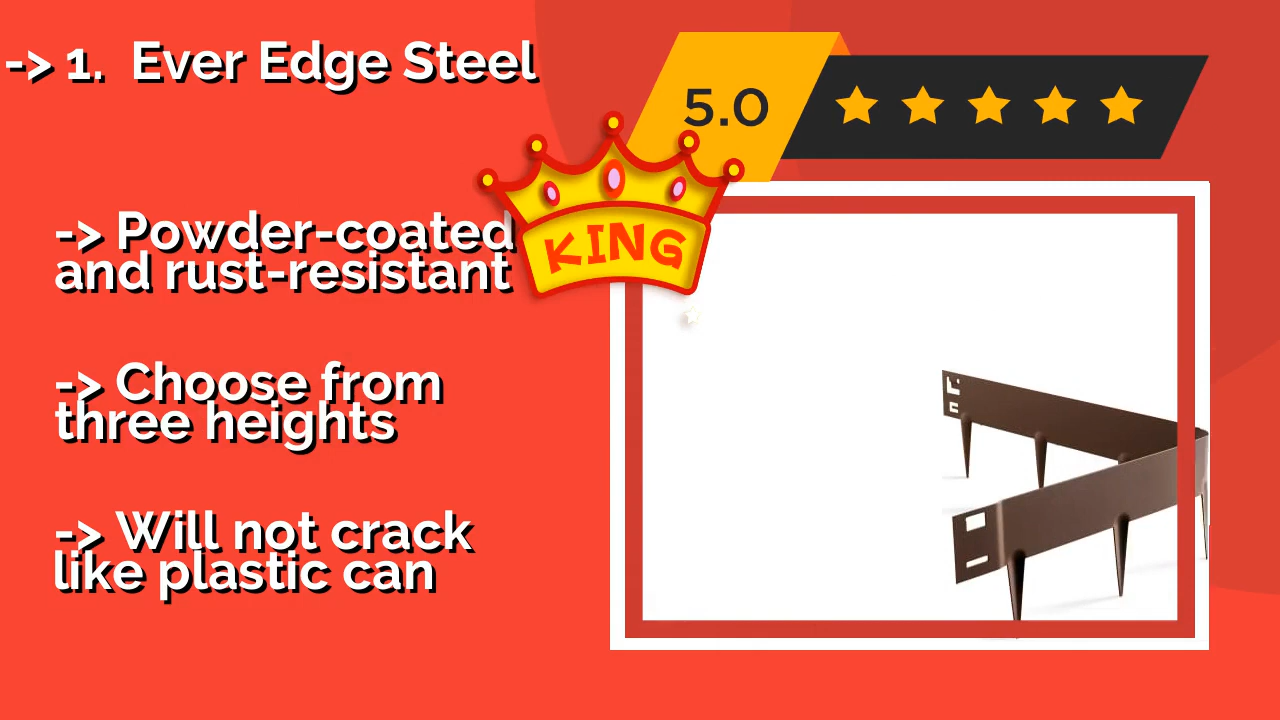 -> 1.  Ever Edge Steel
5.0
KING
-> Powder-coated
and rust-resistant
-> Choose from
three heights
-> Will not crack
like plastic can